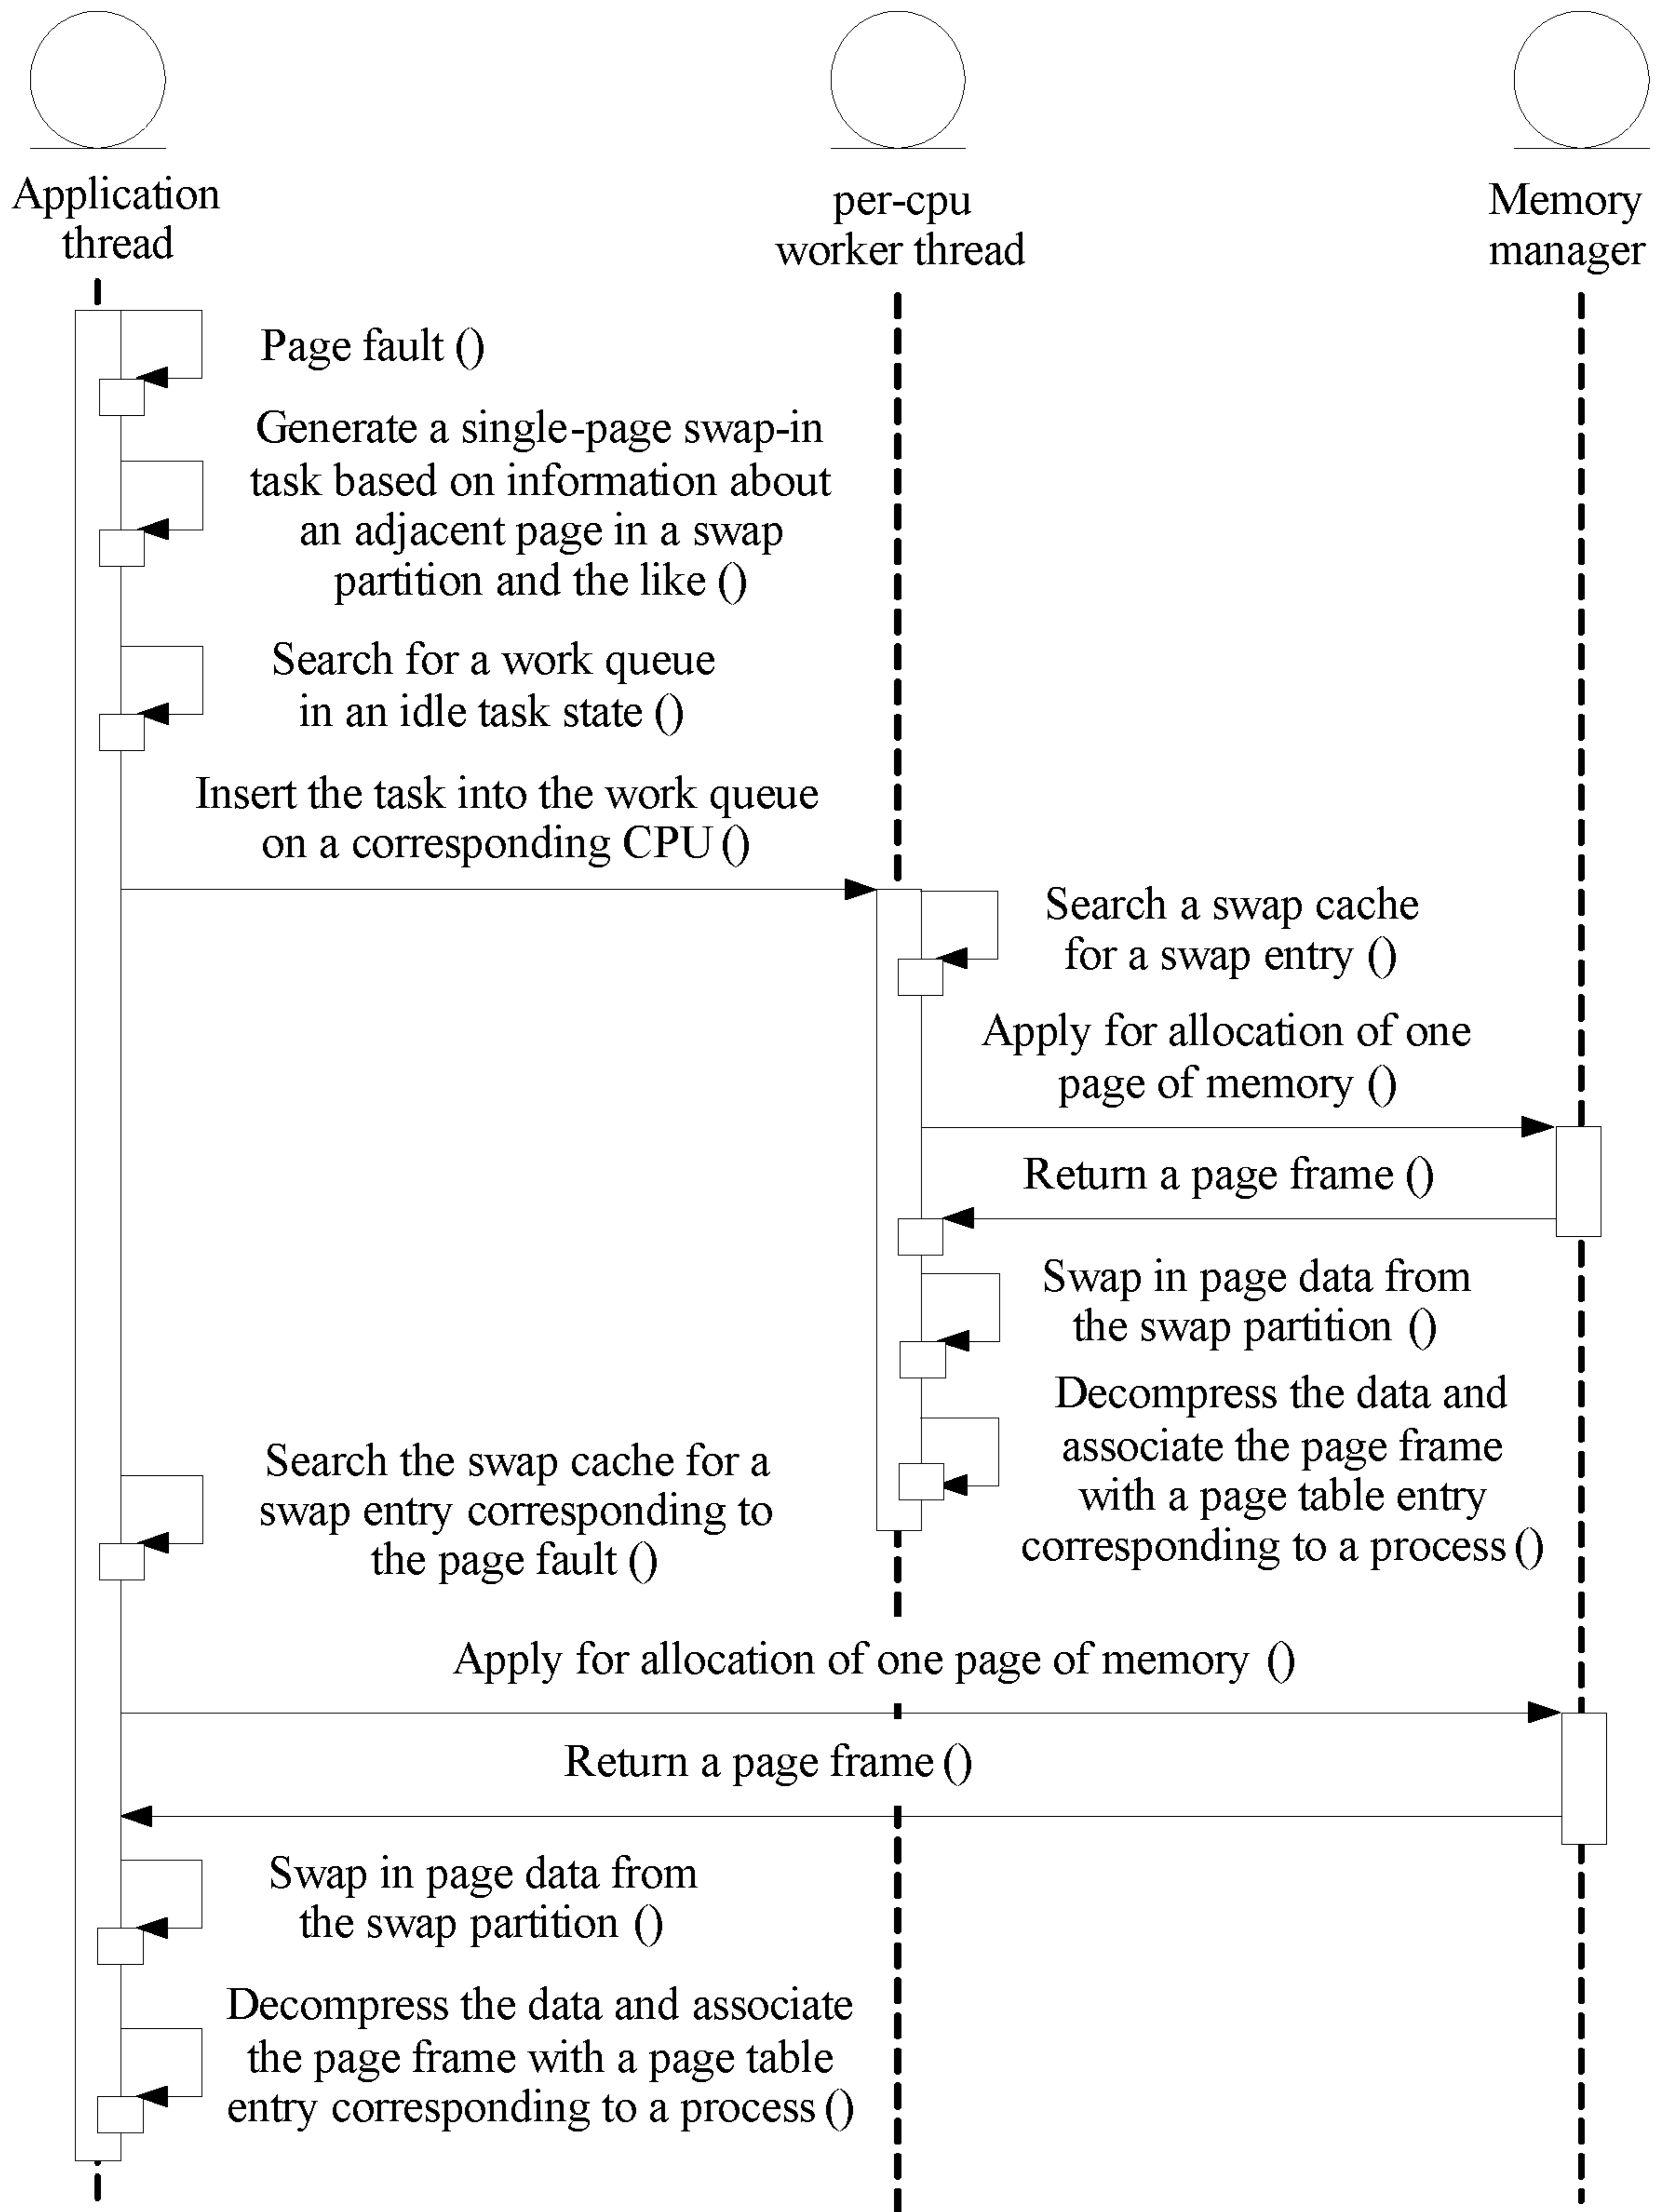 Application
thread
per-cpu
worker thread
Memory
manager
Page fault ()
Generate a single-page swap-in
task based on information about
an adjacent page in a swap
partition and the like ()
Search for a work queue
in an idle task state ()
Insert the task into the work queue
on a corresponding CPU ()
Search a swap cache
for a swap entry ()
Apply for allocation of one
page of memory ()
Return a page frame ()
Swap in page data from
the swap partition ()
Decompress the data and
associate the page frame
with a page table entry
corresponding to a process ()
Search the swap cache for a
swap entry corresponding to
the page fault ()
Apply for allocation of one page of memory ()
Return a page frame ()
Swap in page data from
the swap partition ()
Decompress the data and associate
the page frame with a page table
entry corresponding to a process ()